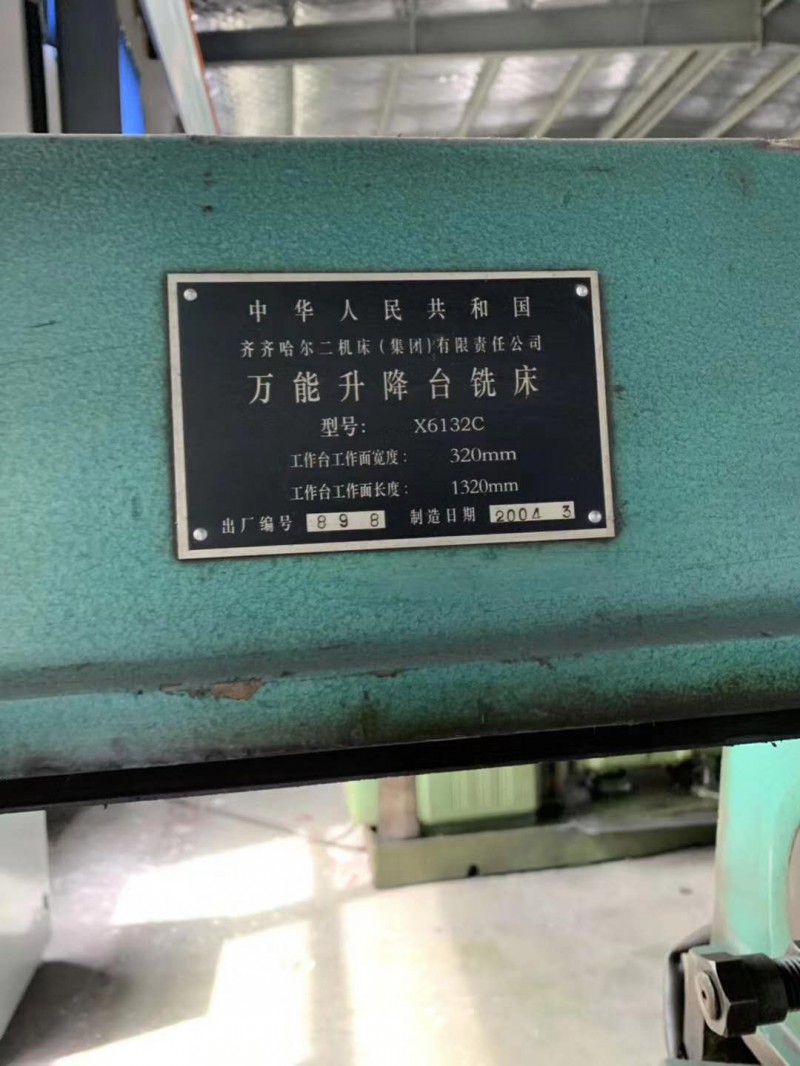 中华人民共和国
齐齐哈尔二机床(集团)有限责任公司
万能升降台铣床
型号: X6132C
工作台工作面宽度: 320mm
工作台工作面长度: 1320mm
出厂编号 898 制造日期 2004 3